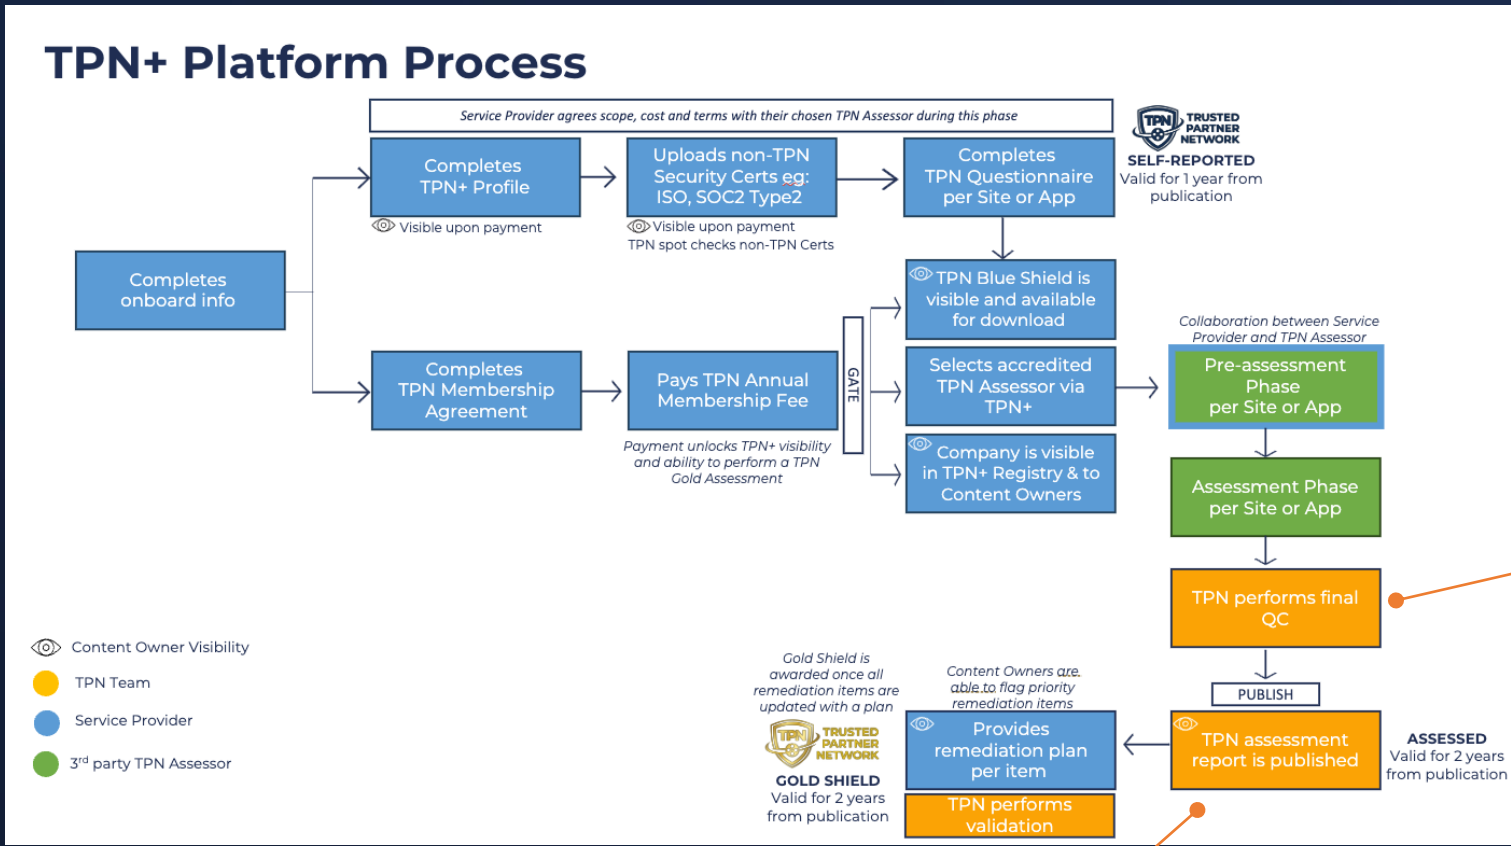 TPN+ Platform Process
Service Provider agrees scope, cost and terms with their chosen TPN Assessor during this phase
Completes
TPN+ Profile
Visible upon payment
Uploads non-TPN
Security Certs eg:
ISO, SOC2 Type2
Visible upon payment
TPN spot checks non-TPN Certs
Completes
TPN Questionnaire
per Site or App
TPN
TRUSTED
PARTNER
NETWORK
SELF-REPORTED
Valid for 1 year from
publication
Completes
onboard info
Completes
TPN Membership
Agreement
Pays TPN Annual
Membership Fee
Payment unlocks TPN+ visibility
and ability to perform a TPN
Gold Assessment
GATE
TPN Blue Shield is
visible and available
for download
Selects accredited
TPN Assessor via
TPN+
Company is visible
in TPN+ Registry & to
Content Owners
Collaboration between Service
Provider and TPN Assessor
Pre-assessment
Phase
per Site or App
Assessment Phase
per Site or App
TPN performs final
QC
PUBLISH
TPN assessment
report is published
ASSESSED
Valid for 2 years
from publication
Content Owners are
able to flag priority
remediation items
Provides
remediation plan
per item
TPN performs
validation
Gold Shield is
awarded once all
remediation items are
updated with a plan
TPN
TRUSTED
PARTNER
NETWORK
GOLD SHIELD
Valid for 2 years
from publication
Content Owner Visibility
TPN Team
Service Provider
3rd party TPN Assessor